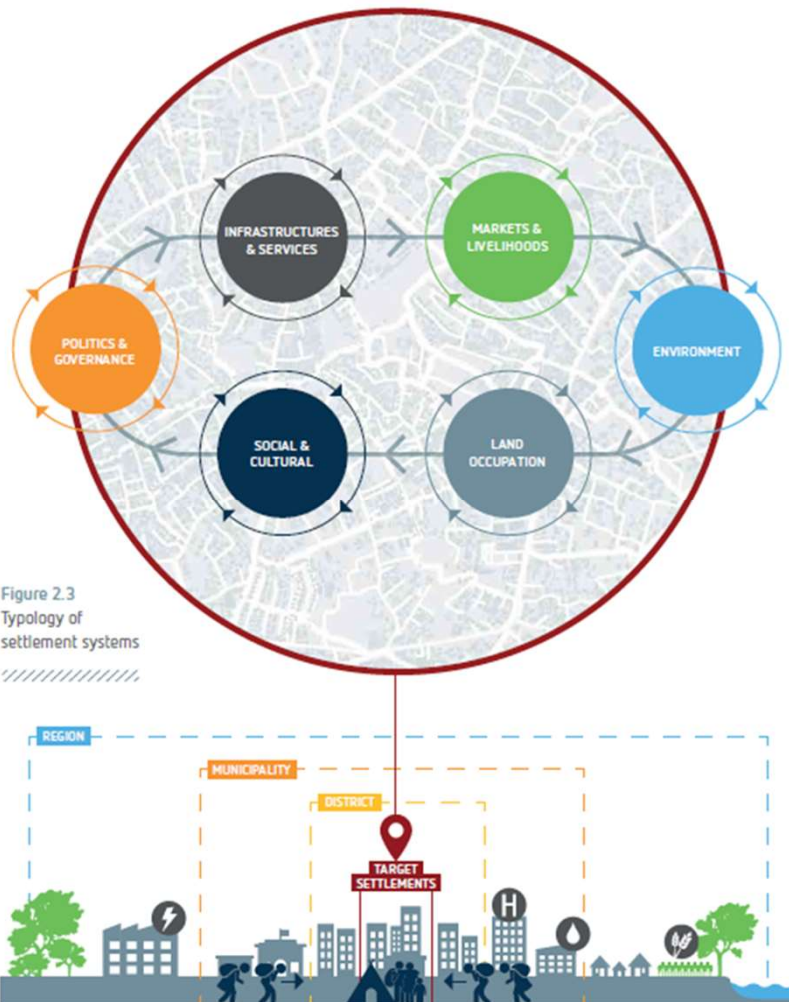 INFRASTRUCTURES
& SERVICES
MARKETS &
LIVELIHOODS
POLITICS &
GOVERNANCE
ENVIRONMENT
SOCIAL &
CULTURAL
LAND
OCCUPATION
Figure 2.3
Typology of
settlement systems
REGION
MUNICIPALITY
DISTRICT
TARGET
SETTLEMENTS
H